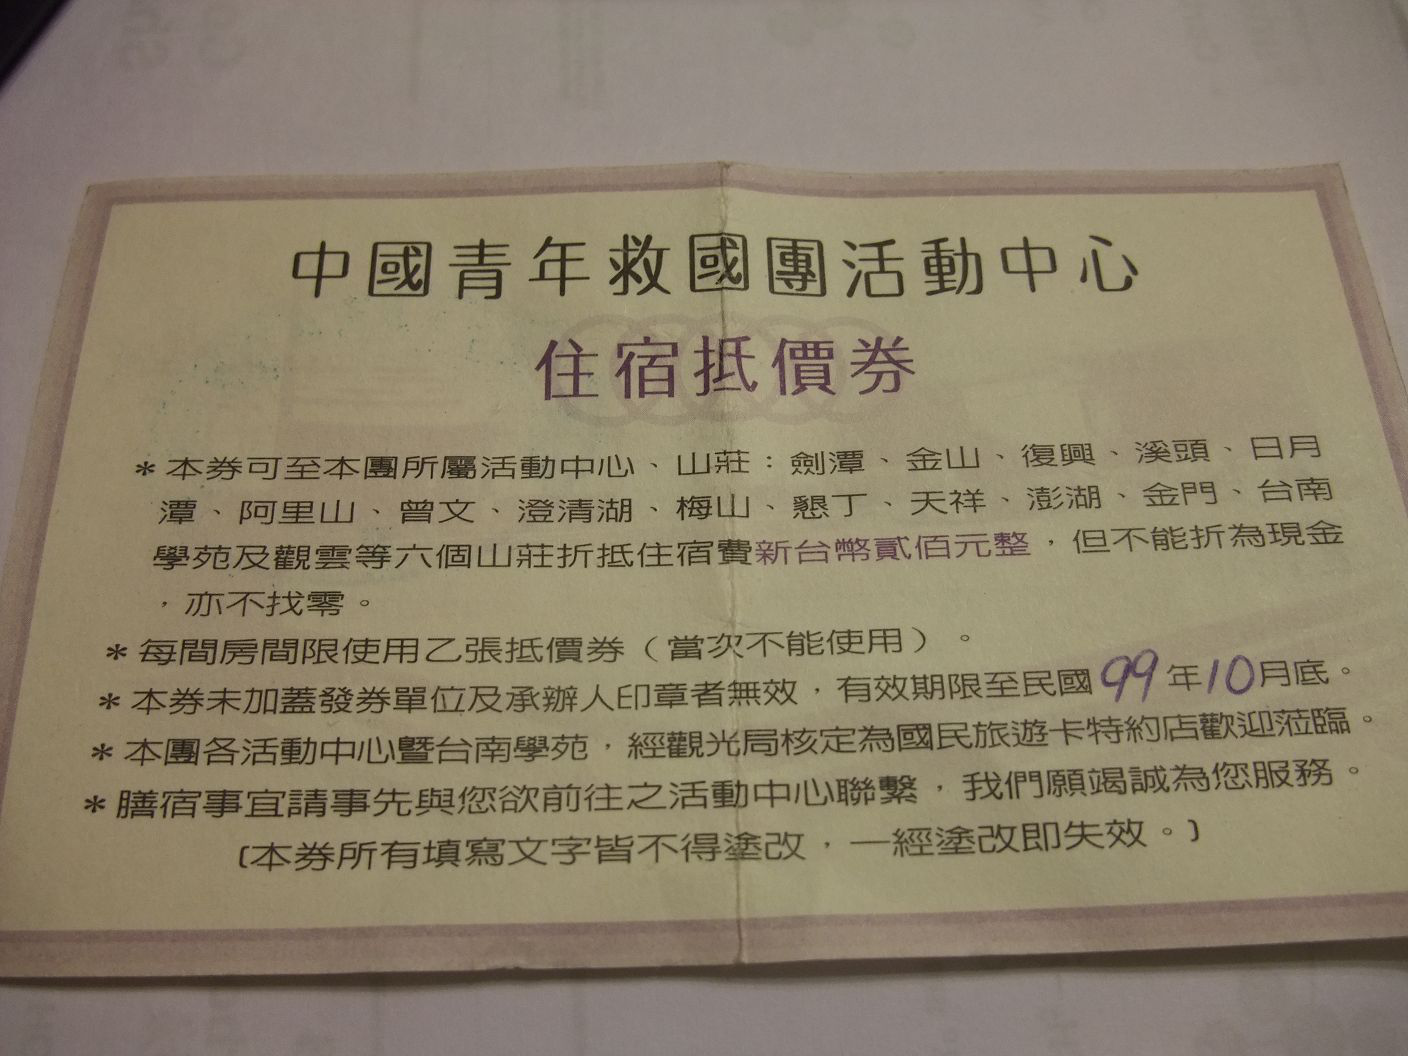 中國青年救國團活動中心
住宿抵價券
＊本券可至本團所屬活動中心、山莊：劍潭、金山、復興、溪頭、日月
潭、阿里山、曾文、澄清湖、梅山、墾丁、天祥、澎湖、金門、台南
學苑及觀雲等六個山莊折抵住宿費新台幣貳佰元整，但不能折為現金
，亦不找零。
＊每間房間限使用乙張抵價券（當次不能使用）。
＊本券未加蓋發券單位及承辦人印章者無效，有效期限至民國99年10月底。
＊本團各活動中心暨台南學苑，經觀光局核定為國民旅遊卡特約店歡迎蒞臨。
＊膳宿事宜請事先與您欲前往之活動中心聯繫，我們願竭誠為您服務。
（本券所有填寫文字皆不得塗改，一經塗改即失效。）